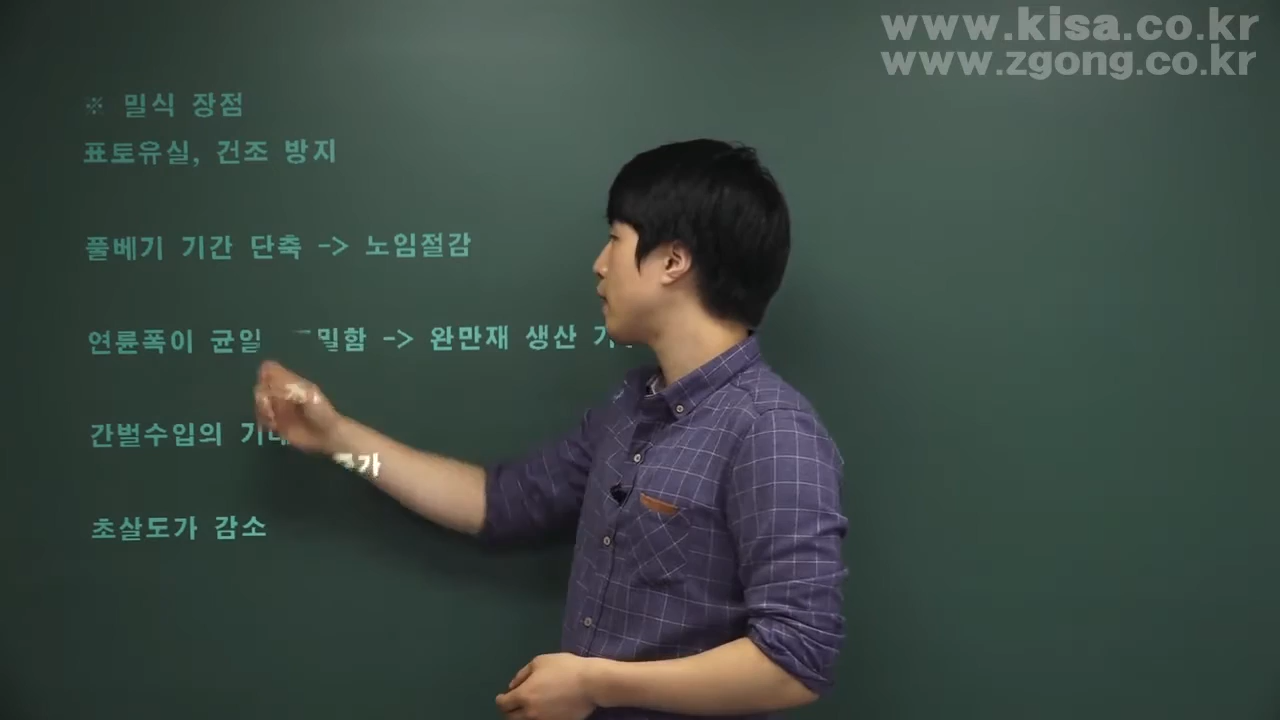 www.kisa.co.kr
www.zgong.co.kr
※ 밀식 장점
표토유실, 건조 방지
풀베기 기간 단축 -> 노임절감
연륜폭이 균일 밀함 -> 완만재 생산
간벌수입의
초살도가 감소